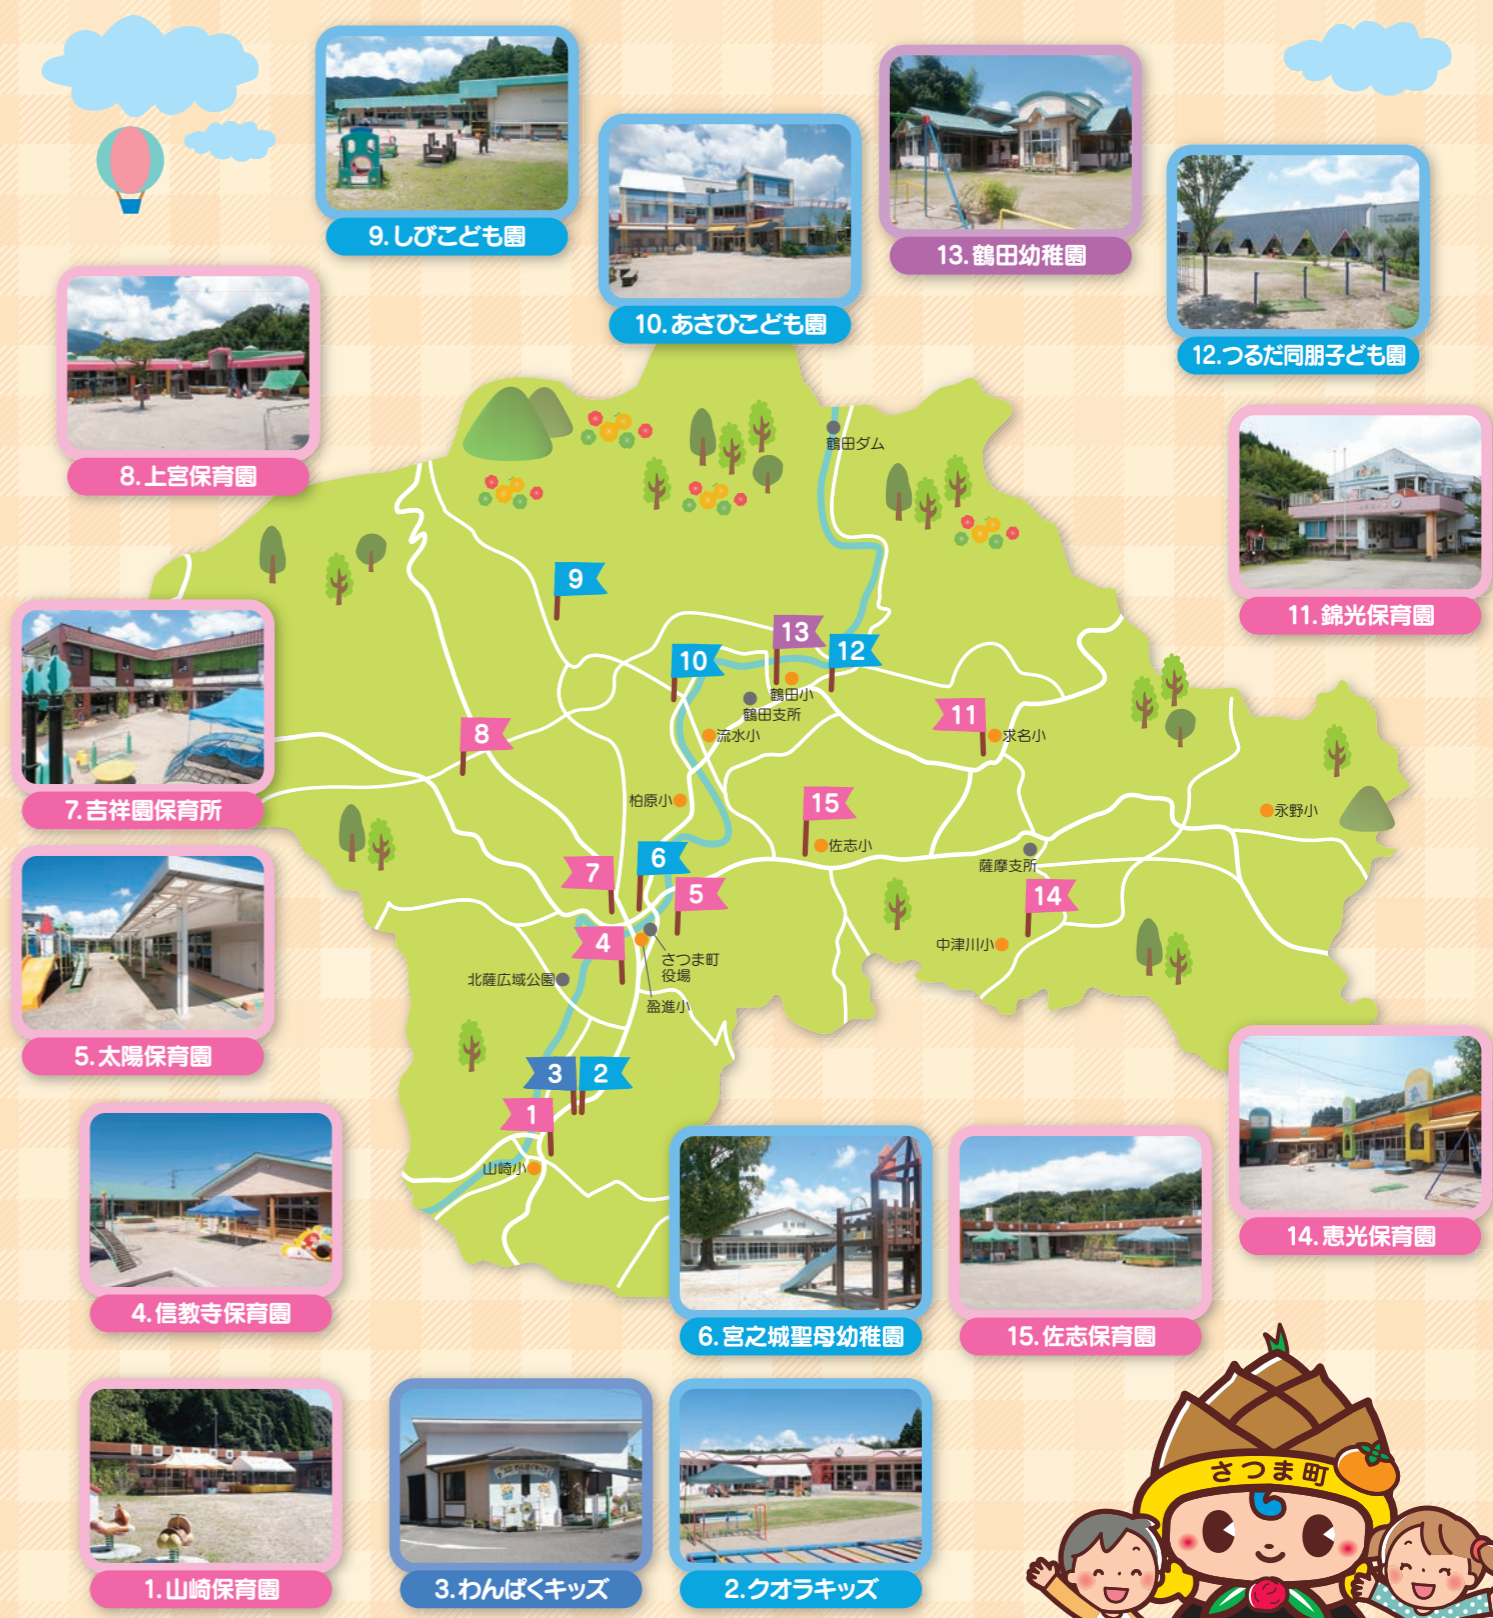 9.しびこども園
10.あさひこども園
13.鶴田幼稚園
12.つるだ同朋子ども園
8.上宮保育園
11.錦光保育園
7.吉祥園保育所
5.太陽保育園
4.信教寺保育園
6.宮之城聖母幼稚園
15.佐志保育園
14.恵光保育園
1.山崎保育園
3.わんぱくキッズ
2.クオラキッズ
鶴田ダム
9
13
12
10
鶴田小
鶴田支所
11
求名小
8
流水小
柏原小
15
佐志小
永野小
薩摩支所
7
6
5
14
4
中津川小
さつま町
役場
北薩広域公園
盈進小
3
2
1
山崎小
さつま町